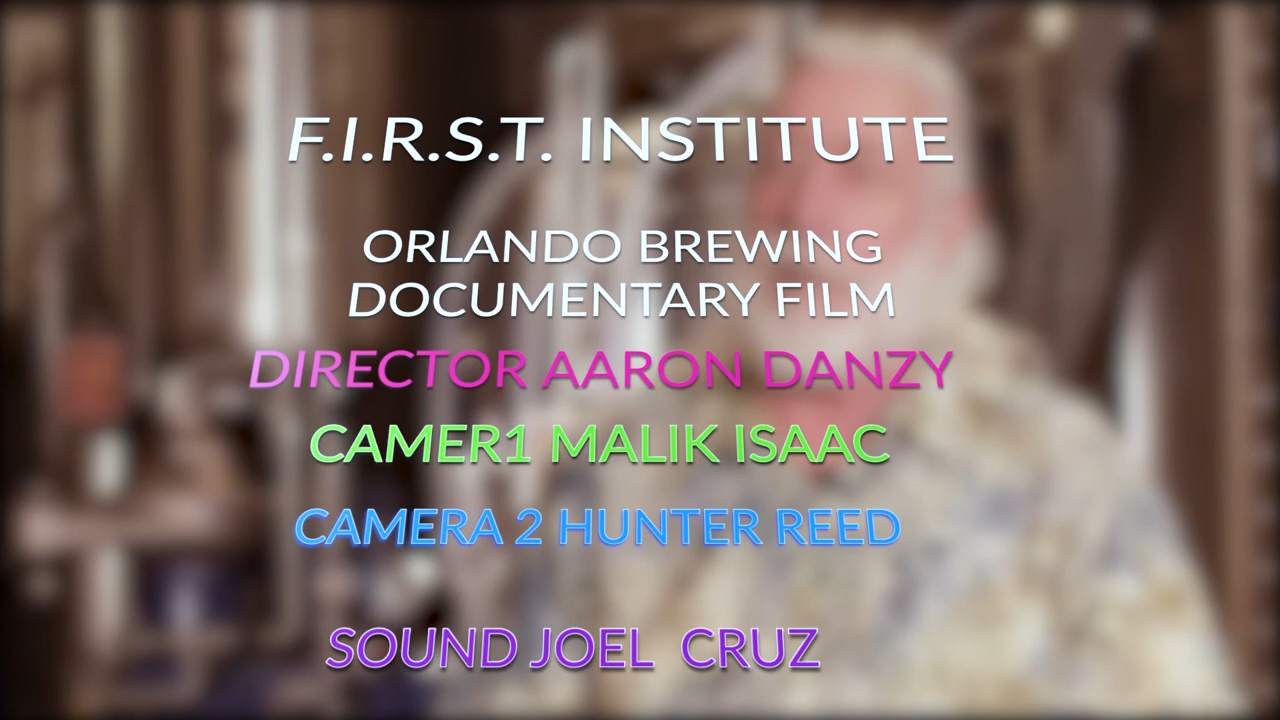 F.I.R.S.T. INSTITUTE
ORLANDO BREWING
DOCUMENTARY FILM
DIRECTOR AARON DANZY
CAMER1 MALIK ISAAC
CAMERA 2 HUNTER REED
SOUND JOEL CRUZ